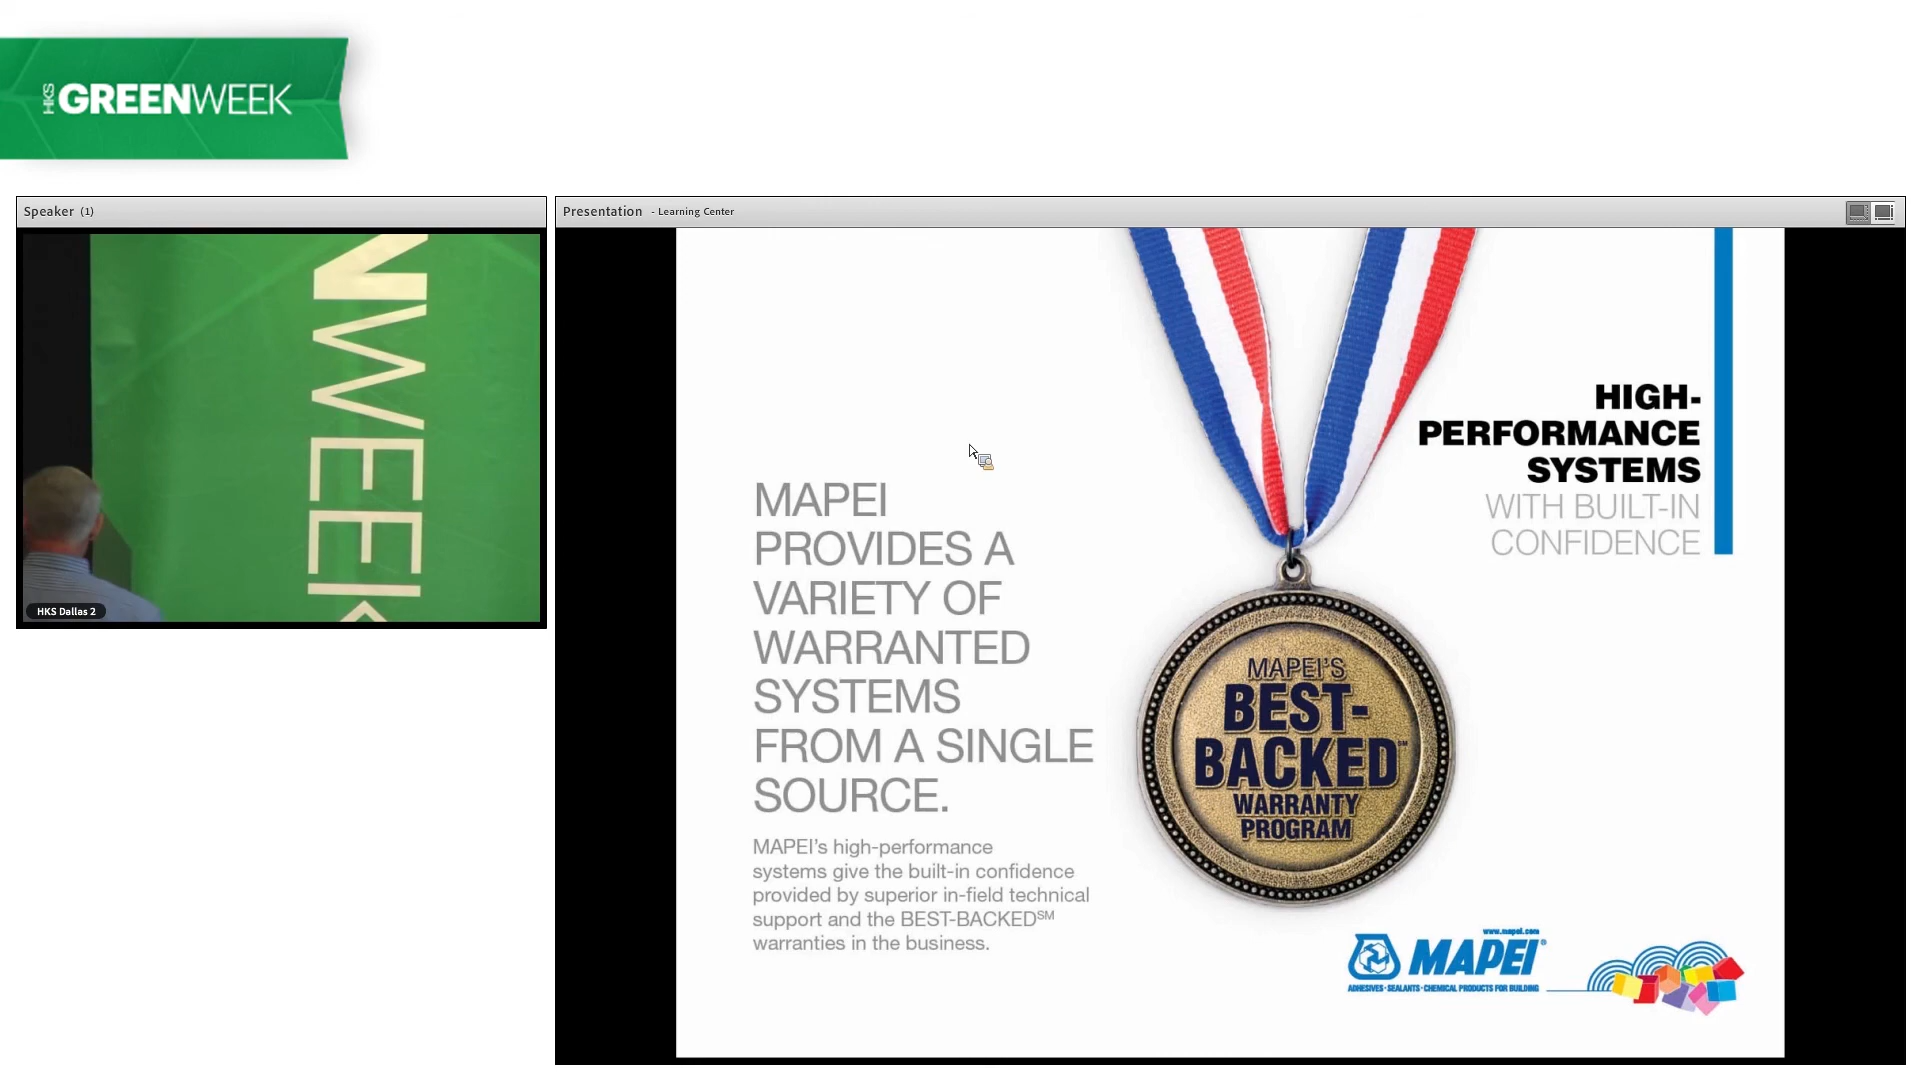 HKS GREENWEEK
Speaker (1)
NWEEK
HKS Dallas 2
Presentation - Learning Center
HIGH-
PERFORMANCE
SYSTEMS
WITH BUILT-IN
CONFIDENCE
MAPEI
PROVIDES A
VARIETY OF
WARRANTED
SYSTEMS
FROM A SINGLE
SOURCE.
MAPEI’s high-performance
systems give the built-in confidence
provided by superior in-field technical
support and the BEST-BACKED℠
warranties in the business.
MAPEI'S
BEST-
BACKED℠
WARRANTY
PROGRAM
www.mapei.com
MAPEI®
ADHESIVES · SEALANTS · CHEMICAL PRODUCTS FOR BUILDING